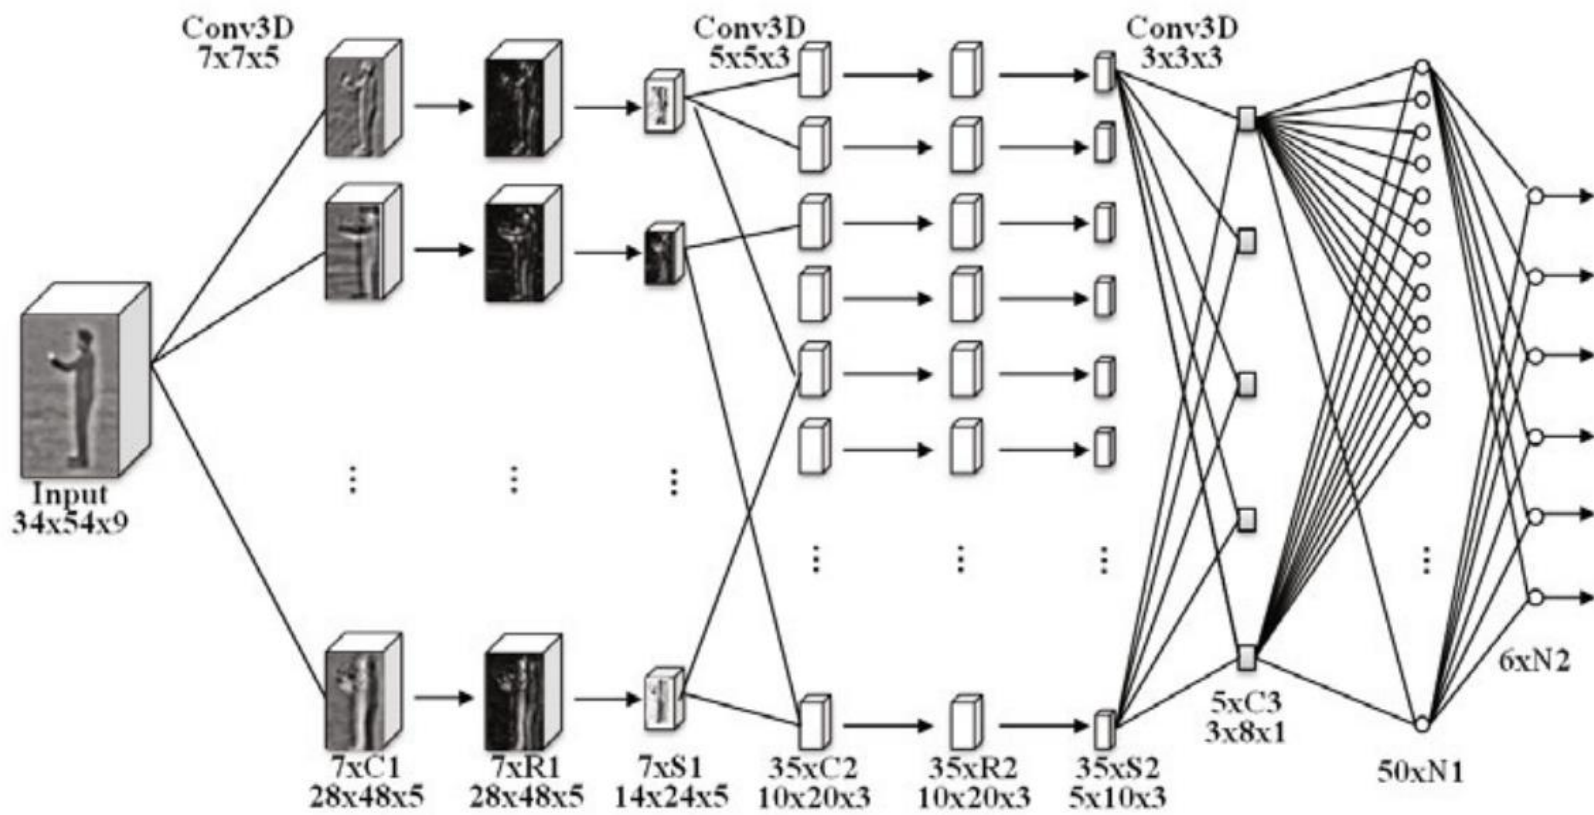 Conv3D
7x7x5
Conv3D
5x5x3
Conv3D
3x3x3
Input
34x54x9
7xC1
28x48x5
7xR1
28x48x5
7xS1
14x24x5
35xC2
10x20x3
35xR2
10x20x3
35xS2
5x10x3
5xC3
3x8x1
50xN1
6xN2